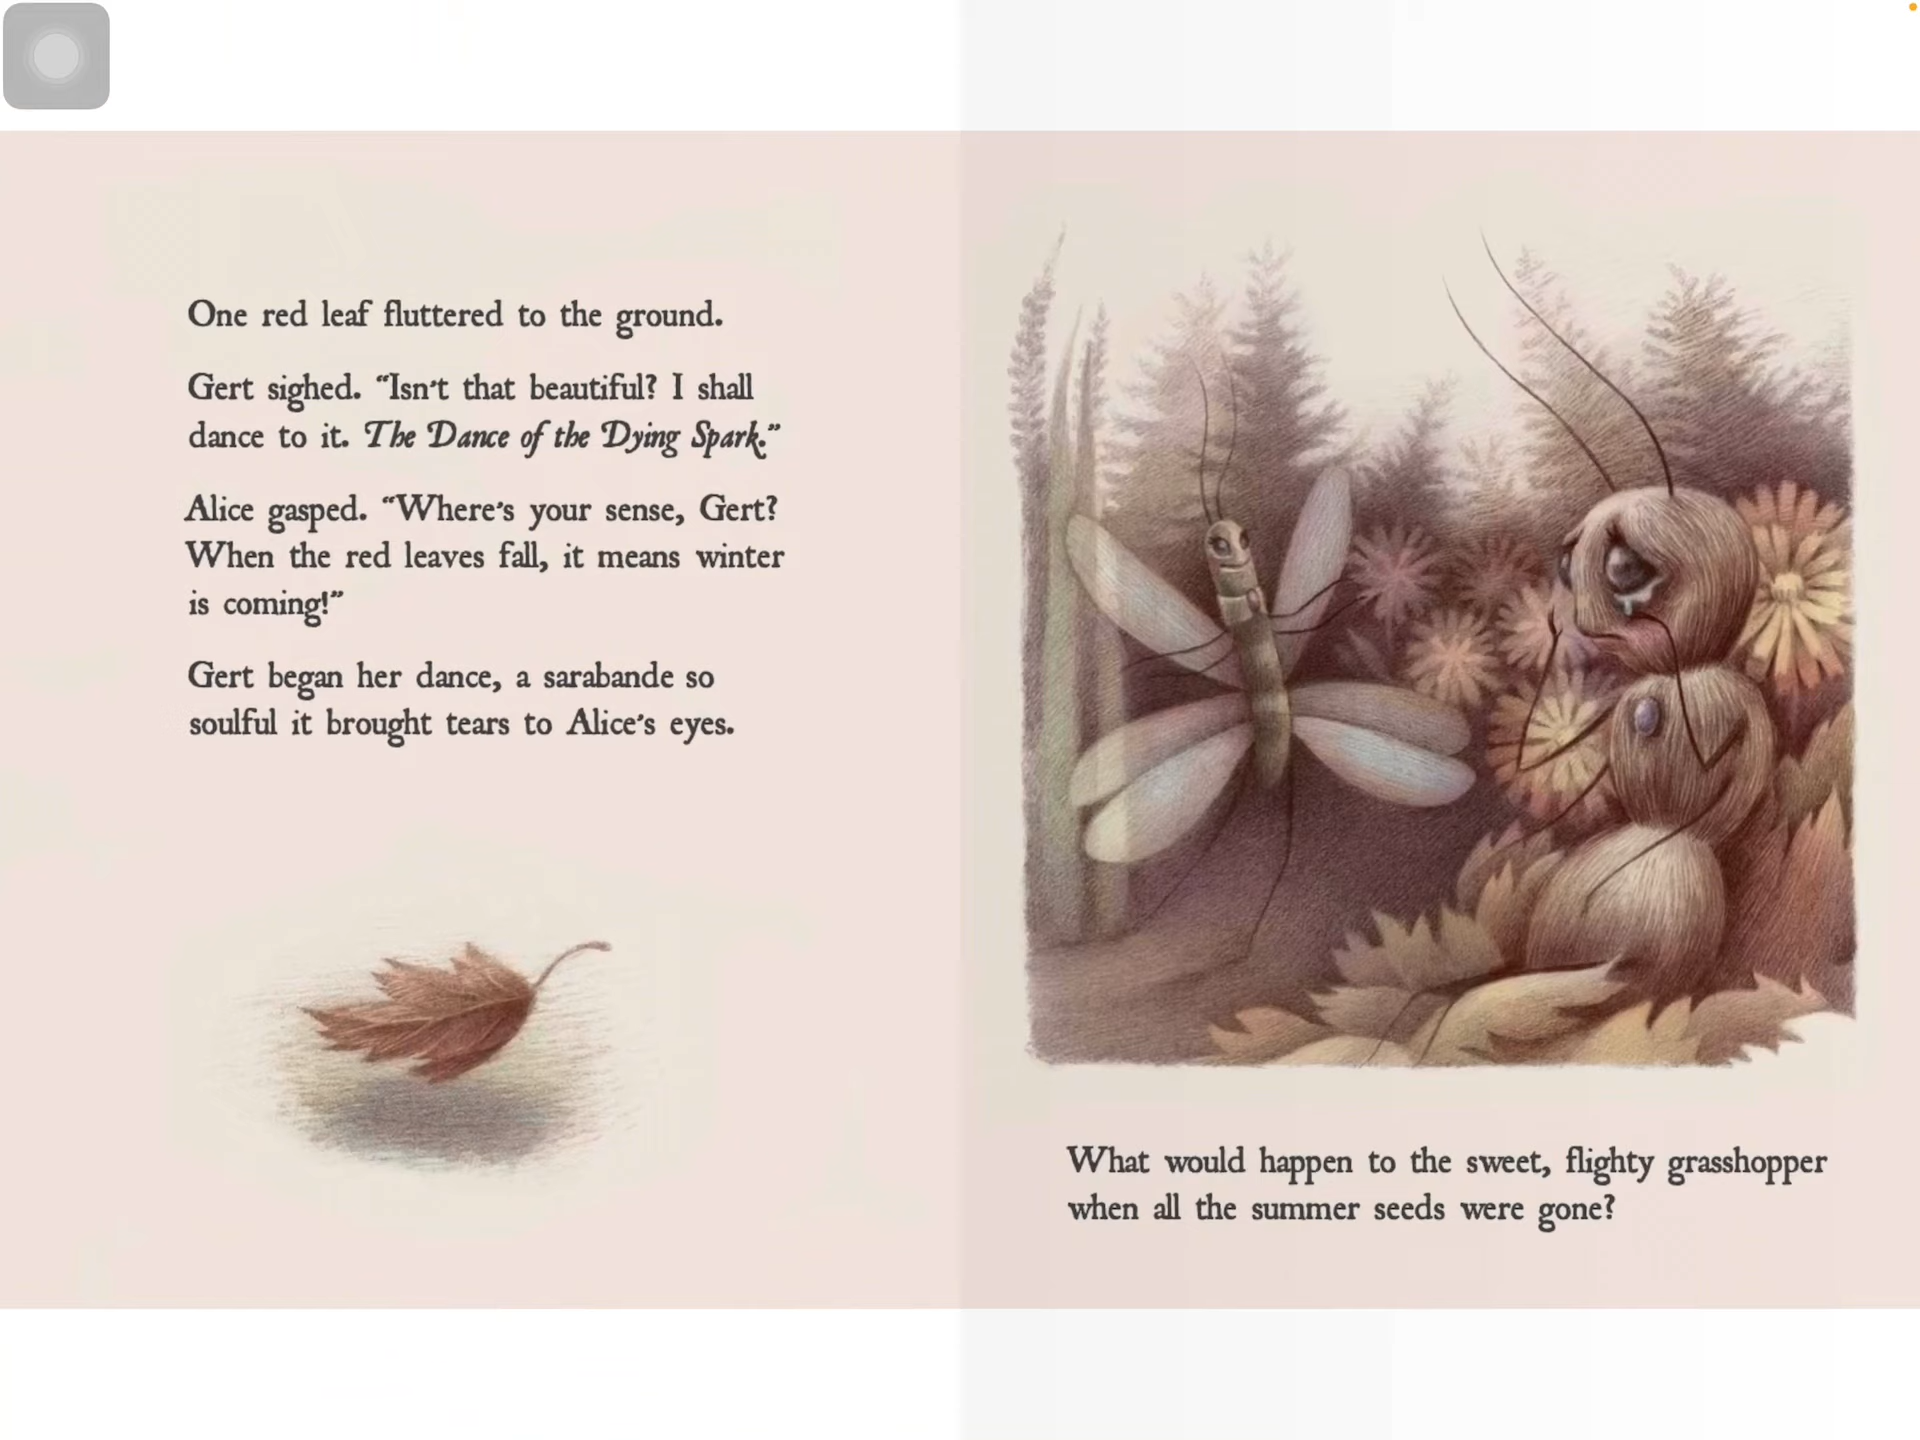 One red leaf fluttered to the ground.
Gert sighed. “Isn’t that beautiful? I shall
dance to it. The Dance of the Dying Spark.”
Alice gasped. “Where’s your sense, Gert?
When the red leaves fall, it means winter
is coming!”
Gert began her dance, a sarabande so
soulful it brought tears to Alice’s eyes.
What would happen to the sweet, flighty grasshopper
when all the summer seeds were gone?